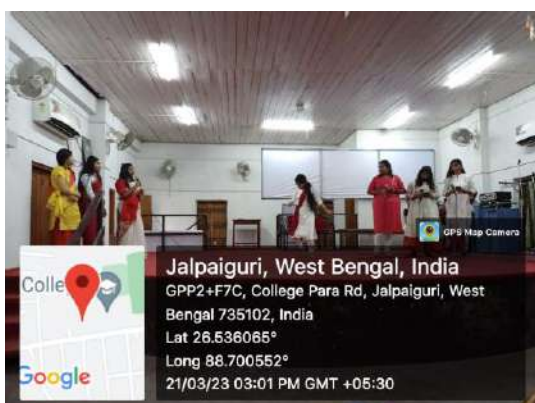 GPS Map Camera
Colle
Google
Jalpaiguri, West Bengal, India
GPP2+F7C, College Para Rd, Jalpaiguri, West
Bengal 735102, India
Lat 26.536065°
Long 88.700552°
21/03/23 03:01 PM GMT +05:30